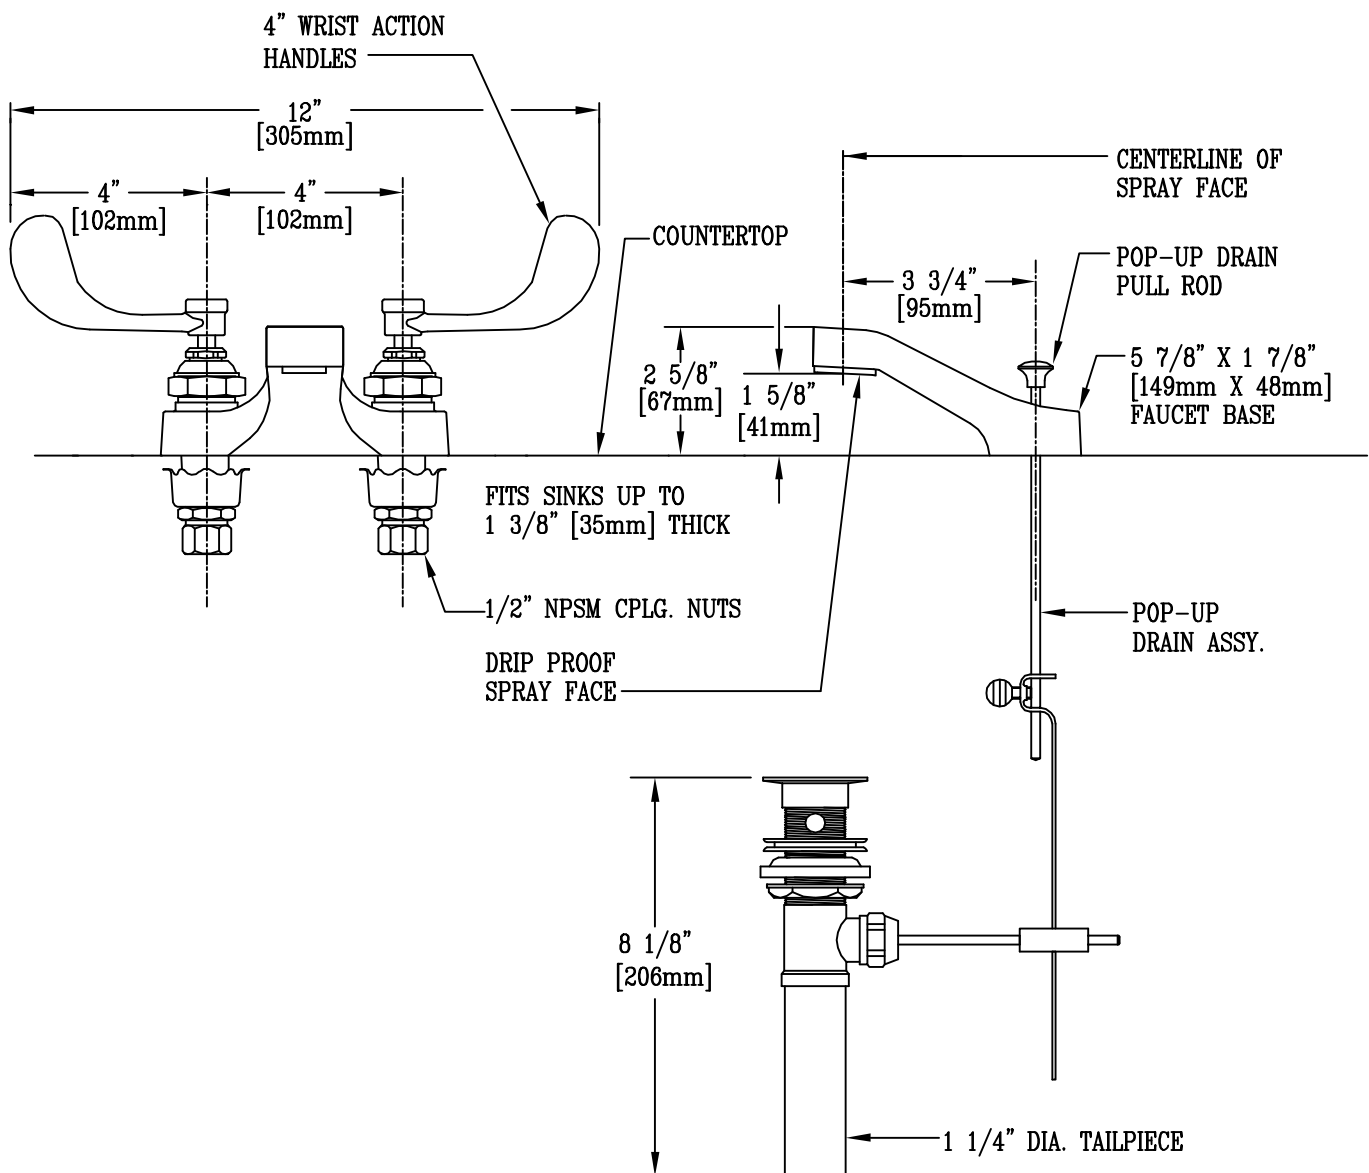 4" WRIST ACTION
HANDLES
12"
[305mm]
4"
[102mm]
4"
[102mm]
COUNTERTOP
CENTERLINE OF
SPRAY FACE
POP-UP DRAIN
PULL ROD
3 3/4"
[95mm]
2 5/8"
[67mm]
1 5/8"
[41mm]
5 7/8" X 1 7/8"
[149mm X 48mm]
FAUCET BASE
FITS SINKS UP TO
1 3/8" [35mm] THICK
1/2" NPSM CPLG. NUTS
DRIP PROOF
SPRAY FACE
POP-UP
DRAIN ASSY.
8 1/8"
[206mm]
1 1/4" DIA. TAILPIECE